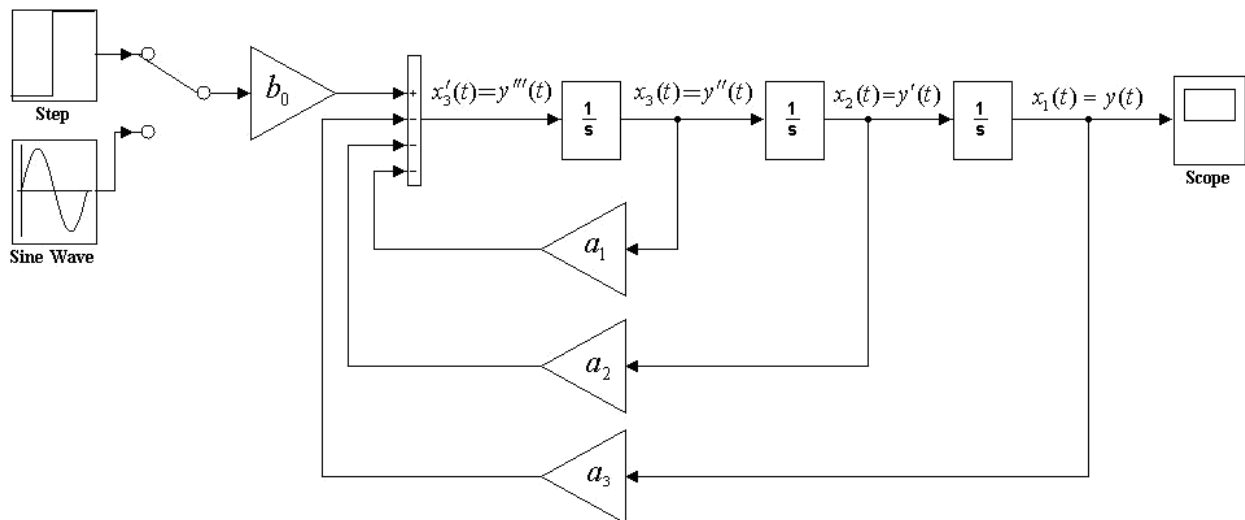 Step
b₀
+
−
−
−
x₃′(t)=y′′′(t)
1
s
x₃(t)=y′′(t)
1
s
x₂(t)=y′(t)
1
s
x₁(t) = y(t)
Scope
Sine Wave
a₁
a₂
a₃